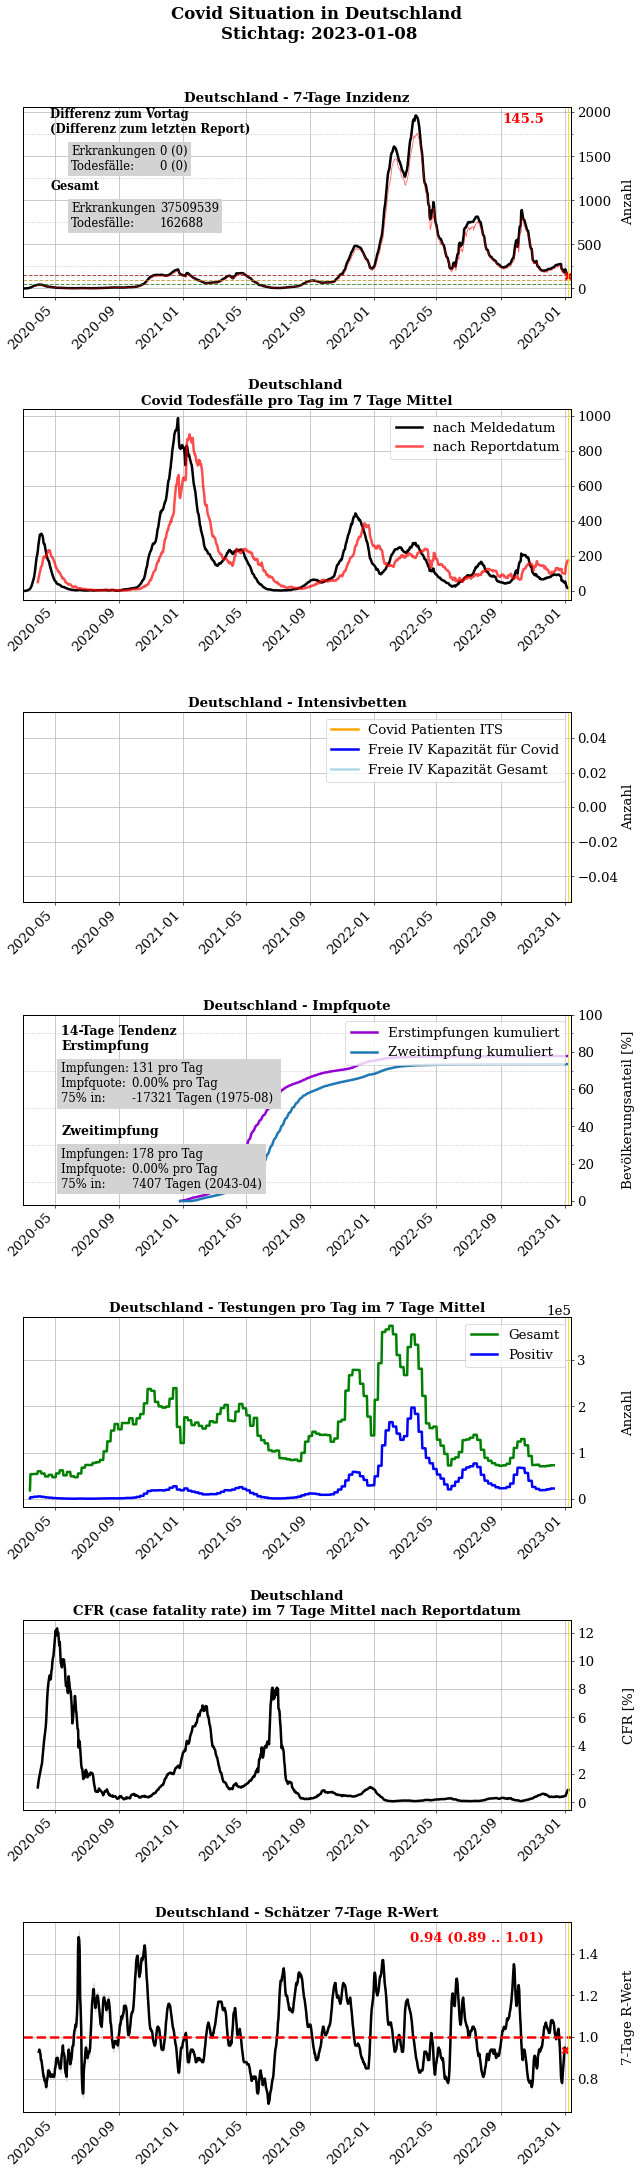 Covid Situation in Deutschland
Stichtag: 2023-01-08
Deutschland - 7-Tage Inzidenz
Differenz zum Vortag
(Differenz zum letzten Report)
Erkrankungen 0 (0)
Todesfälle: 0 (0)
Gesamt
Erkrankungen 37509539
Todesfälle: 162688
145.5
2000
1500
1000
500
0
Anzahl
2020-05 2020-09 2021-01 2021-05 2021-09 2022-01 2022-05 2022-09 2023-01
Deutschland
Covid Todesfälle pro Tag im 7 Tage Mittel
nach Meldedatum
nach Reportdatum
1000
800
600
400
200
0
2020-05 2020-09 2021-01 2021-05 2021-09 2022-01 2022-05 2022-09 2023-01
Deutschland - Intensivbetten
Covid Patienten ITS
Freie IV Kapazität für Covid
Freie IV Kapazität Gesamt
0.04
0.02
0.00
−0.02
−0.04
Anzahl
2020-05 2020-09 2021-01 2021-05 2021-09 2022-01 2022-05 2022-09 2023-01
Deutschland - Impfquote
14-Tage Tendenz
Erstimpfung
Impfungen: 131 pro Tag
Impfquote: 0.00% pro Tag
75% in: -17321 Tagen (1975-08)
Zweitimpfung
Impfungen: 178 pro Tag
Impfquote: 0.00% pro Tag
75% in: 7407 Tagen (2043-04)
Erstimpfungen kumuliert
Zweitimpfung kumuliert
100
80
60
40
20
0
Bevölkerungsanteil [%]
2020-05 2020-09 2021-01 2021-05 2021-09 2022-01 2022-05 2022-09 2023-01
Deutschland - Testungen pro Tag im 7 Tage Mittel
1e5
Gesamt
Positiv
3
2
1
0
Anzahl
2020-05 2020-09 2021-01 2021-05 2021-09 2022-01 2022-05 2022-09 2023-01
Deutschland
CFR (case fatality rate) im 7 Tage Mittel nach Reportdatum
12
10
8
6
4
2
0
CFR [%]
2020-05 2020-09 2021-01 2021-05 2021-09 2022-01 2022-05 2022-09 2023-01
Deutschland - Schätzer 7-Tage R-Wert
0.94 (0.89 .. 1.01)
1.4
1.2
1.0
0.8
7-Tage R-Wert
2020-05 2020-09 2021-01 2021-05 2021-09 2022-01 2022-05 2022-09 2023-01